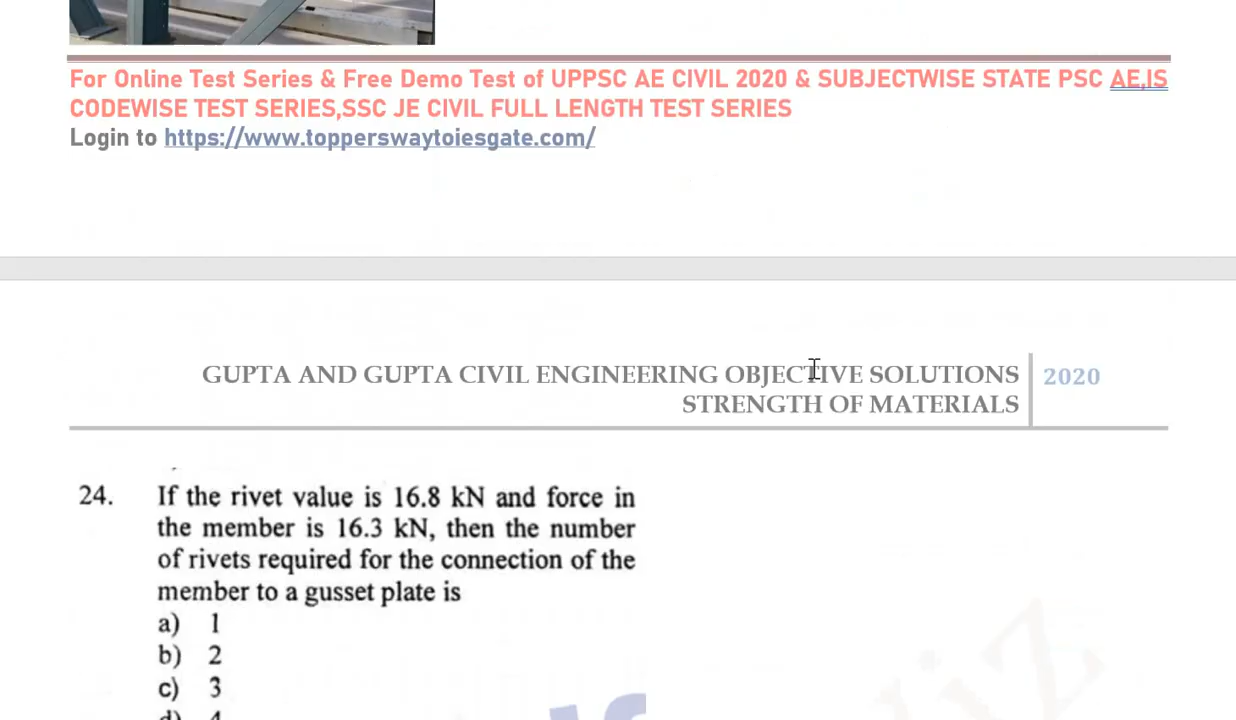 For Online Test Series & Free Demo Test of UPPSC AE CIVIL 2020 & SUBJECTWISE STATE PSC AE,IS
CODEWISE TEST SERIES,SSC JE CIVIL FULL LENGTH TEST SERIES
Login to https://www.topperswaytoiesgate.com/
GUPTA AND GUPTA CIVIL ENGINEERING OBJECTIVE SOLUTIONS
STRENGTH OF MATERIALS
2020
24. If the rivet value is 16.8 kN and force in
the member is 16.3 kN, then the number
of rivets required for the connection of the
member to a gusset plate is
a) 1
b) 2
c) 3
d) 4